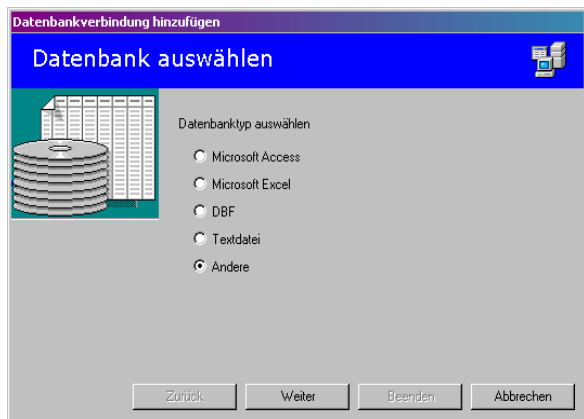 Datenbankverbindung hinzufügen
Datenbank auswählen
Datenbanktyp auswählen
Microsoft Access
Microsoft Excel
DBF
Textdatei
Andere
Zurück Weiter Beenden Abbrechen